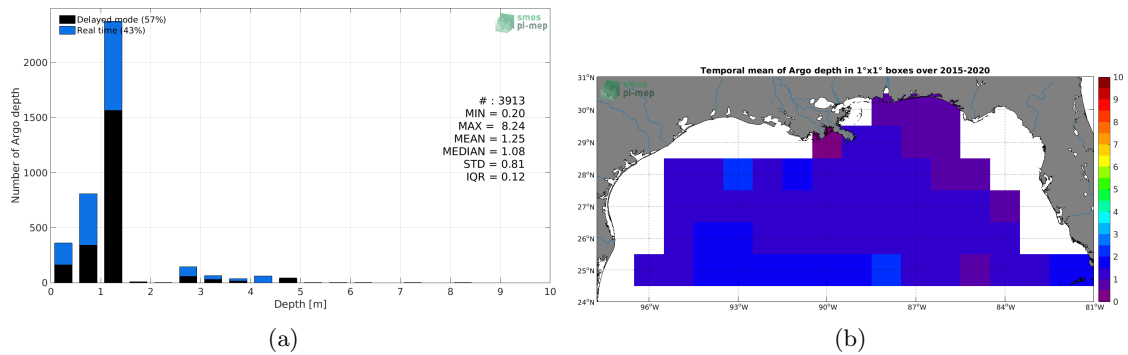 Delayed mode (57%)
Real time (43%)
smos
pi-mep
2000
1500
1000
500
0
Number of Argo depth
# : 3913
MIN = 0.20
MAX = 8.24
MEAN = 1.25
MEDIAN = 1.08
STD = 0.81
IQR = 0.12
0 1 2 3 4 5 6 7 8 9 10
Depth [m]
(a)
Temporal mean of Argo depth in 1°x1° boxes over 2015-2020
smos
pi-mep
31°N
30°N
29°N
28°N
27°N
26°N
25°N
24°N
96°W 93°W 90°W 87°W 84°W 81°W
10
9
8
7
6
5
4
3
2
1
0
(b)